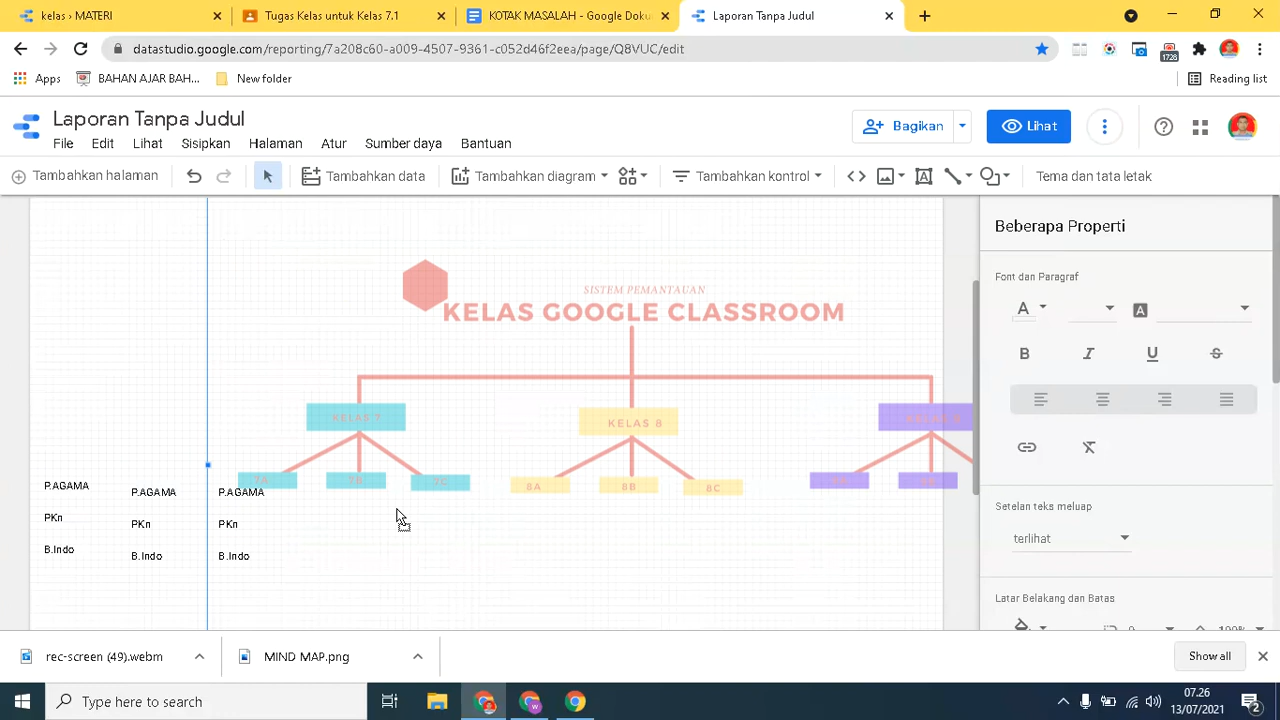 kelas › MATERI
Tugas Kelas untuk Kelas 7.1
KOTAK MASALAH - Google Doku
Laporan Tanpa Judul
datastudio.google.com/reporting/7a208c60-a009-4507-9361-c052d46f2eea/page/Q8VUC/edit
1726
Apps
BAHAN AJAR BAH...
New folder
Reading list
Laporan Tanpa Judul
File Edit Lihat Sisipkan Halaman Atur Sumber daya Bantuan
Bagikan
Lihat
Tambahkan halaman
Tambahkan data
Tambahkan diagram
Tambahkan kontrol
Tema dan tata letak
Beberapa Properti
Font dan Paragraf
A
A
B I U S
Setelan teks meluap
terlihat
Latar Belakang dan Batas
0
100%
SISTEM PEMANTAUAN
KELAS GOOGLE CLASSROOM
KELAS 7
KELAS 8
7A
7B
7C
8A
8B
8C
P.AGAMA
P.AGAMA
P.AGAMA
PKn
PKn
PKn
B.Indo
B.Indo
B.Indo
rec-screen (49).webm
MIND MAP.png
Show all
Type here to search
07.26
13/07/2021
2